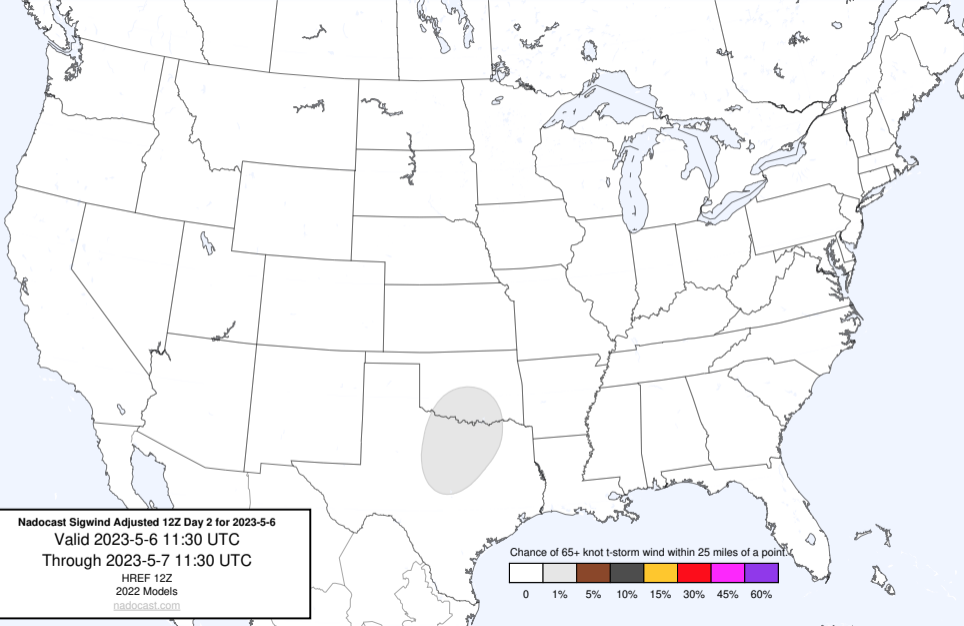 Nadocast Sigwind Adjusted 12Z Day 2 for 2023-5-6
Valid 2023-5-6 11:30 UTC
Through 2023-5-7 11:30 UTC
HREF 12Z
2022 Models
nadocast.com
Chance of 65+ knot t-storm wind within 25 miles of a point.
0 1% 5% 10% 15% 30% 45% 60%